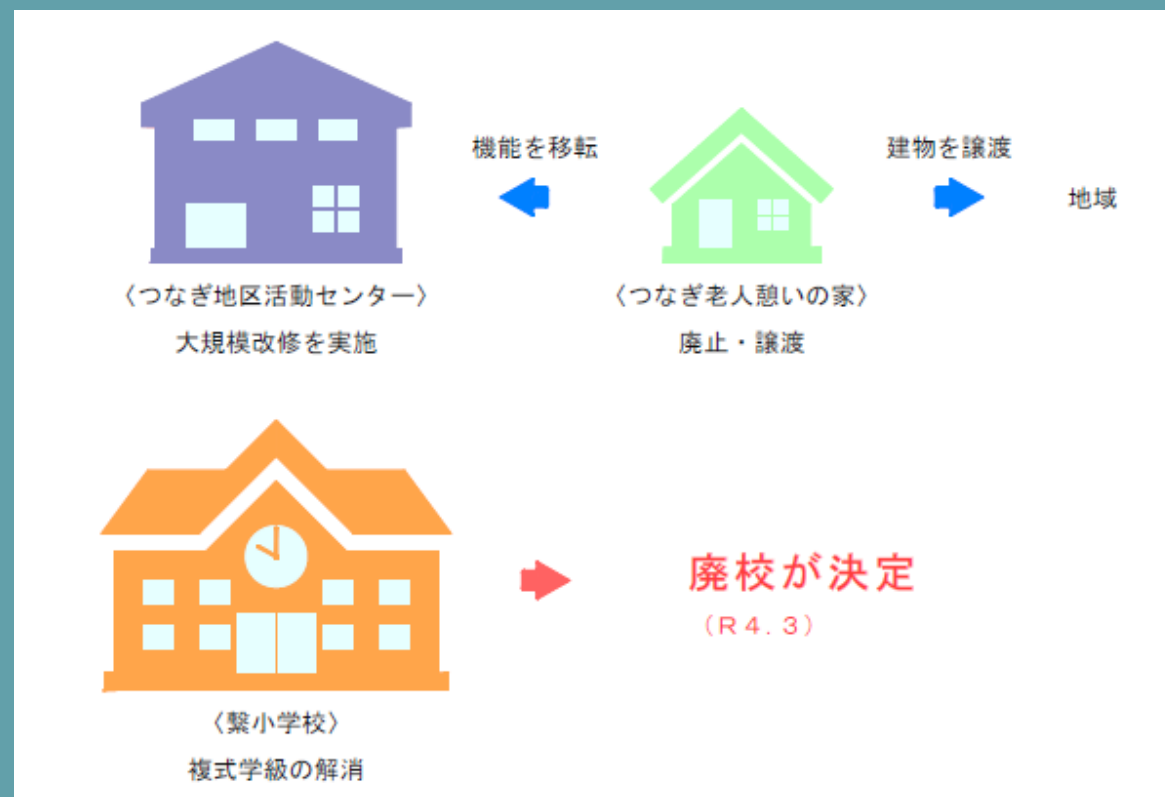 機能を移転
建物を譲渡
地域
〈つなぎ地区活動センター〉
大規模改修を実施
〈つなぎ老人憩いの家〉
廃止・譲渡
廃校が決定
（Ｒ４．３）
〈繋小学校〉
複式学級の解消